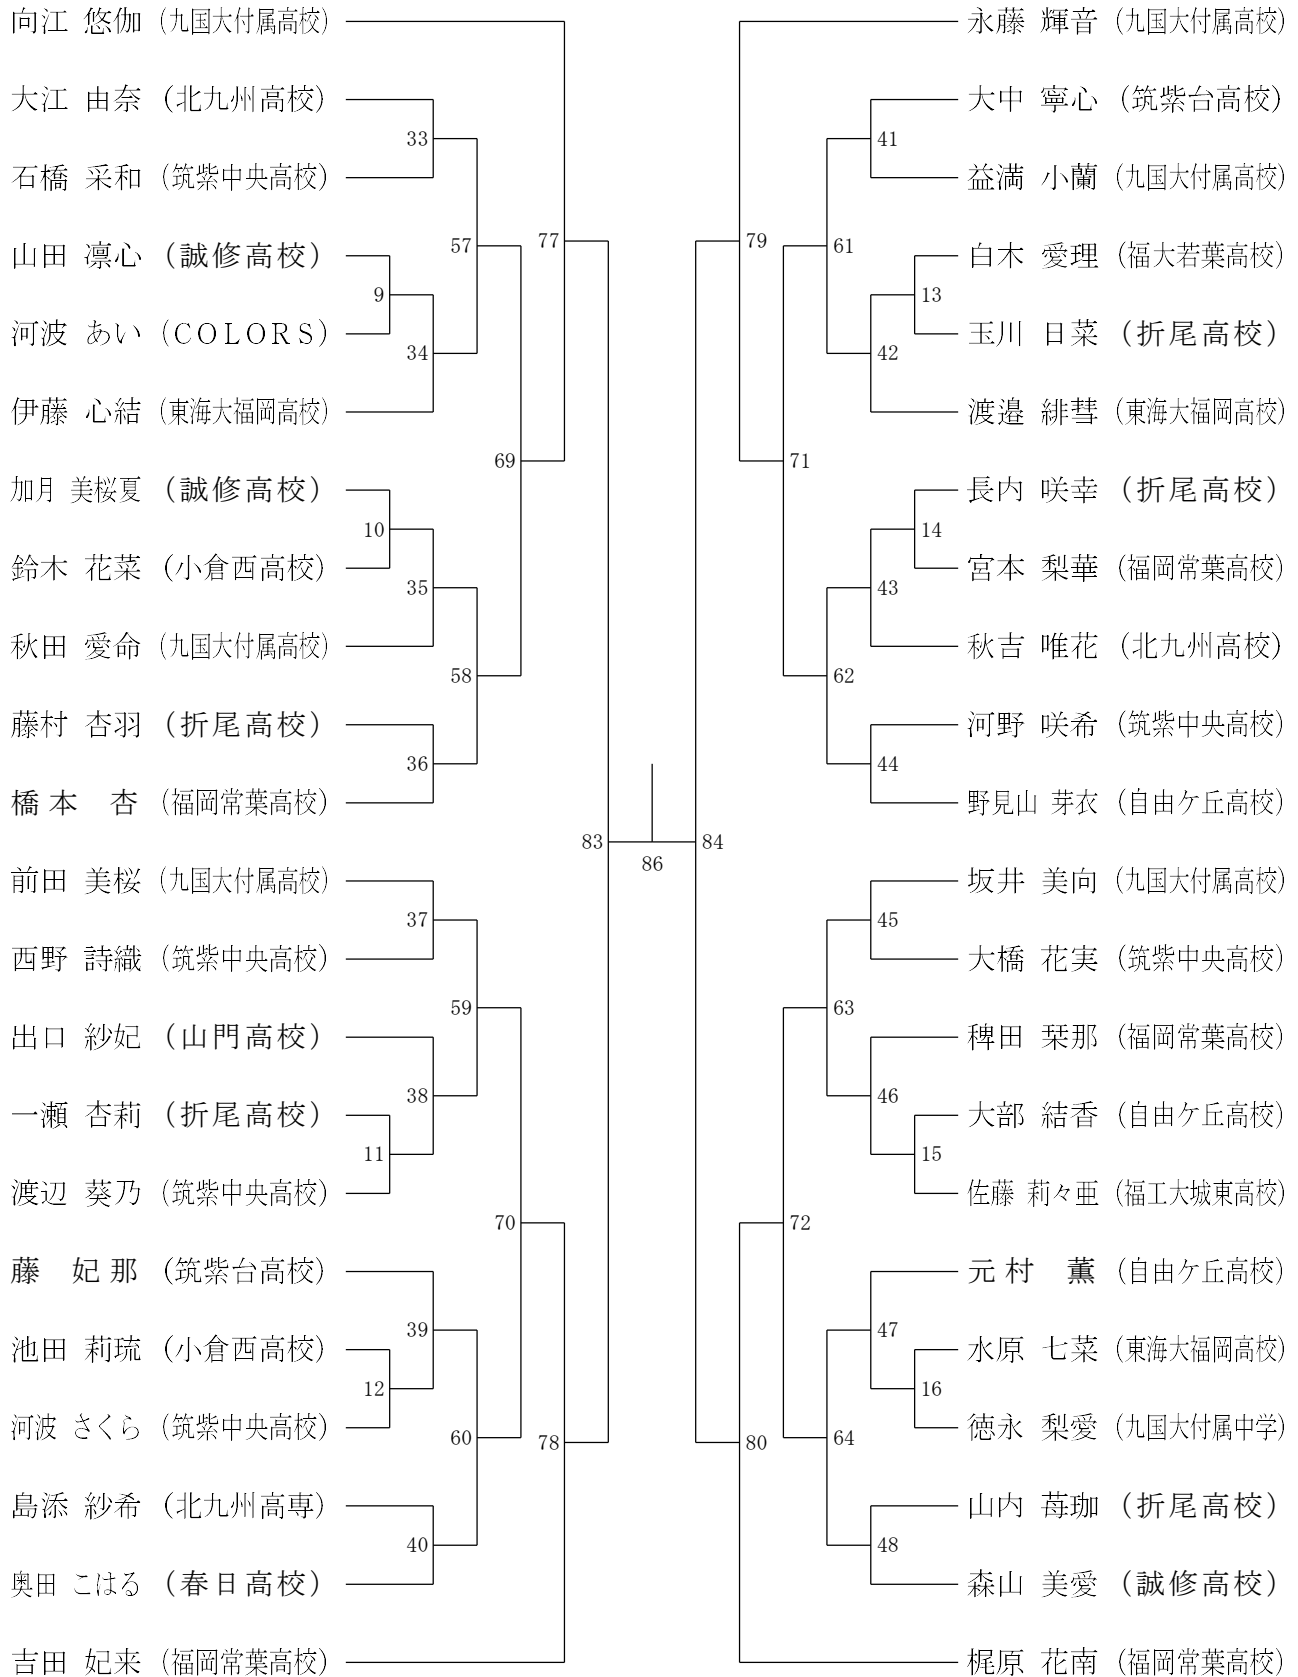 向江 悠伽 (九国大付属高校)
大江 由奈 (北九州高校)
33
石橋 采和 (筑紫中央高校)
57
77
山田 凛心 (誠修高校)
9
河波 あい (COLORS)
34
伊藤 心結 (東海大福岡高校)
69
加月 美桜夏 (誠修高校)
10
鈴木 花菜 (小倉西高校)
35
秋田 愛命 (九国大付属高校)
58
藤村 杏羽 (折尾高校)
36
橋本 杏 (福岡常葉高校)
83
86
前田 美桜 (九国大付属高校)
37
西野 詩織 (筑紫中央高校)
59
出口 紗妃 (山門高校)
38
一瀬 杏莉 (折尾高校)
11
渡辺 葵乃 (筑紫中央高校)
70
藤 妃那 (筑紫台高校)
39
池田 莉琉 (小倉西高校)
12
河波 さくら (筑紫中央高校)
60
78
島添 紗希 (北九州高専)
40
奥田 こはる (春日高校)
吉田 妃来 (福岡常葉高校)
永藤 輝音 (九国大付属高校)
大中 寧心 (筑紫台高校)
41
益満 小蘭 (九国大付属高校)
79
61
白木 愛理 (福大若葉高校)
13
玉川 日菜 (折尾高校)
42
渡邉 緋彗 (東海大福岡高校)
71
長内 咲幸 (折尾高校)
14
宮本 梨華 (福岡常葉高校)
43
秋吉 唯花 (北九州高校)
62
河野 咲希 (筑紫中央高校)
44
野見山 芽衣 (自由ケ丘高校)
84
坂井 美向 (九国大付属高校)
45
大橋 花実 (筑紫中央高校)
63
稗田 栞那 (福岡常葉高校)
46
大部 結香 (自由ケ丘高校)
15
佐藤 莉々亜 (福工大城東高校)
72
元村 薫 (自由ケ丘高校)
47
水原 七菜 (東海大福岡高校)
16
徳永 梨愛 (九国大付属中学)
80
64
山内 苺珈 (折尾高校)
48
森山 美愛 (誠修高校)
梶原 花南 (福岡常葉高校)